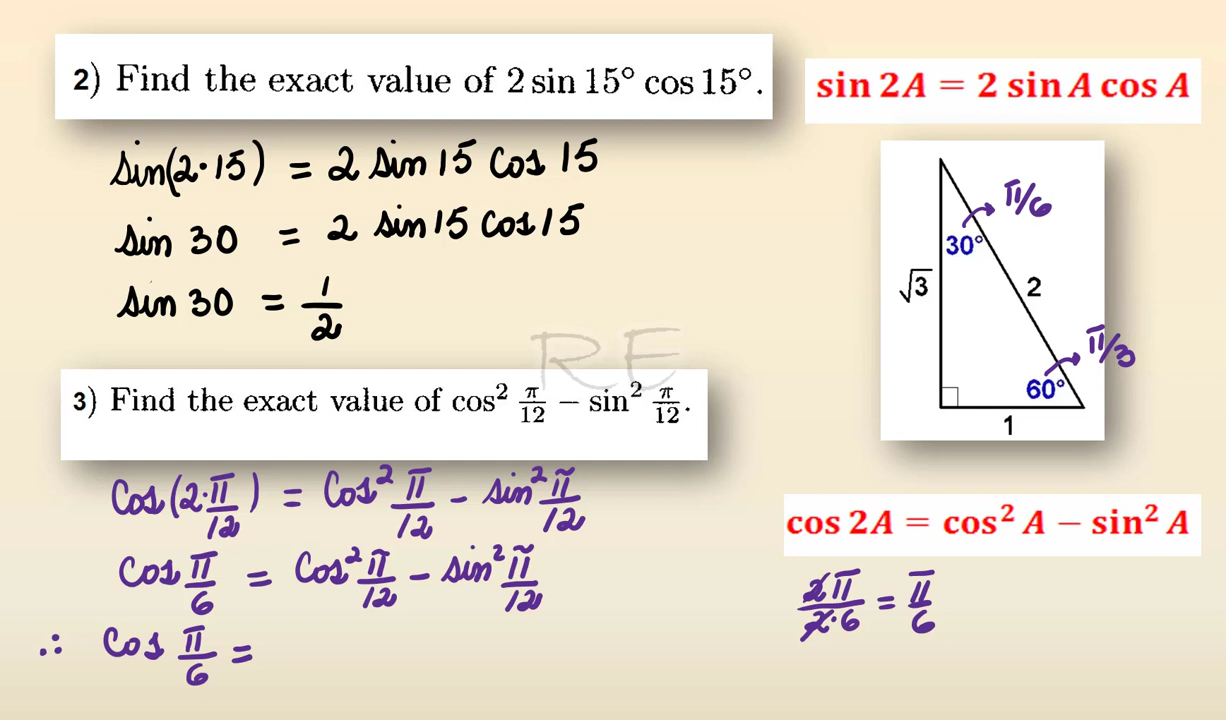 2) Find the exact value of 2 sin 15° cos 15°.
sin 2A = 2 sin A cos A
sin(2·15) = 2 sin 15 cos 15
sin 30 = 2 sin 15 cos 15
sin 30 = 1/2
π/6
30°
√3
2
π/3
60°
1
RE
3) Find the exact value of cos² π/12 − sin² π/12.
cos 2A = cos² A − sin² A
Cos(2·π/12) = Cos² π/12 − sin² π/12
Cos π/6 = Cos² π/12 − sin² π/12
2π/2·6 = π/6
∴ Cos π/6 =